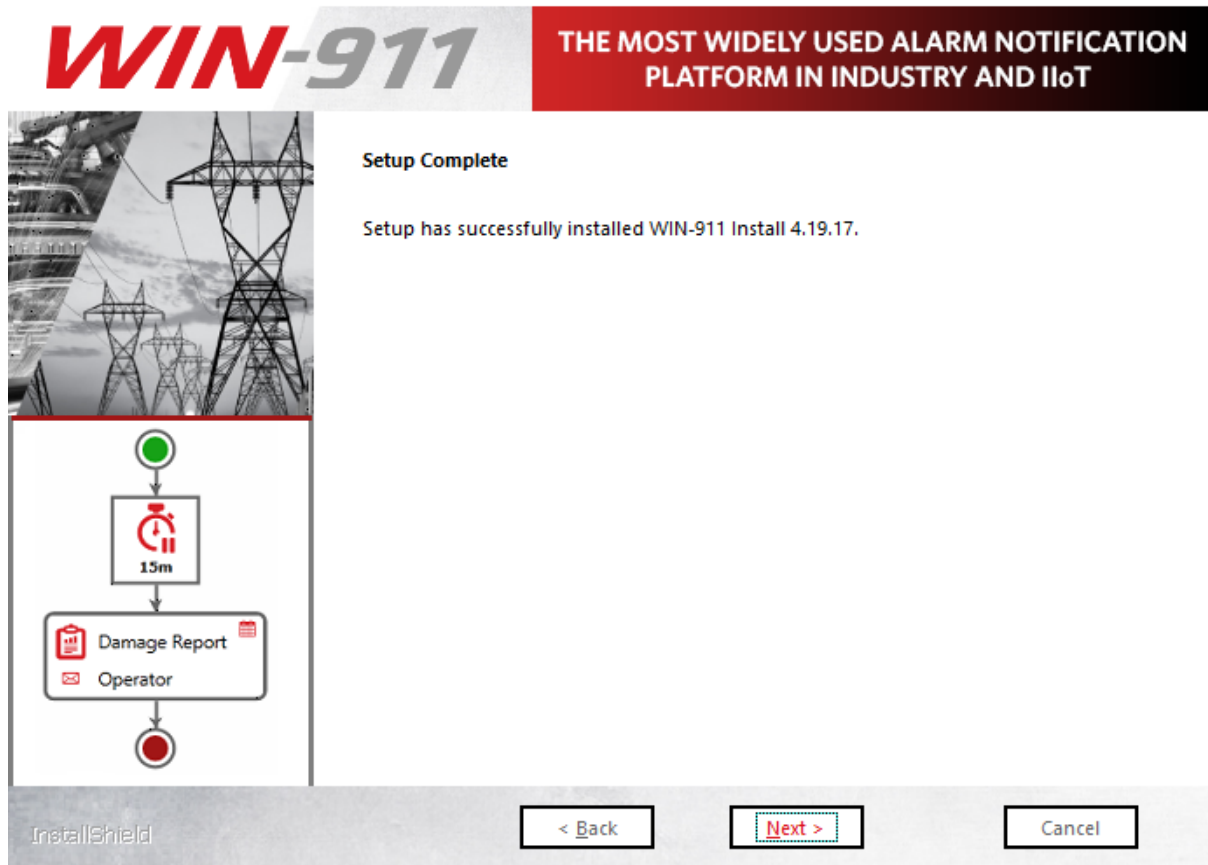 WIN-911
THE MOST WIDELY USED ALARM NOTIFICATION
PLATFORM IN INDUSTRY AND IIoT
Setup Complete
Setup has successfully installed WIN-911 Install 4.19.17.
15m
Damage Report
Operator
InstallShield
< Back
Next >
Cancel